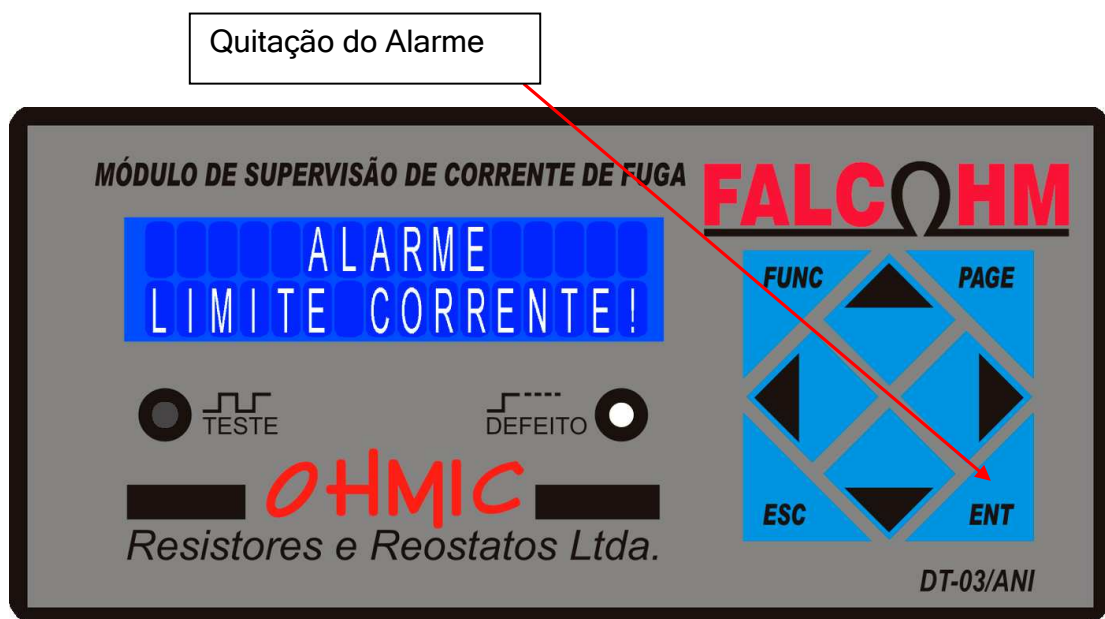 Quitação do Alarme
MÓDULO DE SUPERVISÃO DE CORRENTE DE FUGA
FALCΩHM
ALARME
LIMITE CORRENTE!
FUNC
PAGE
TESTE
DEFEITO
OHMIC
Resistores e Reostatos Ltda.
ESC
ENT
DT-03/ANI